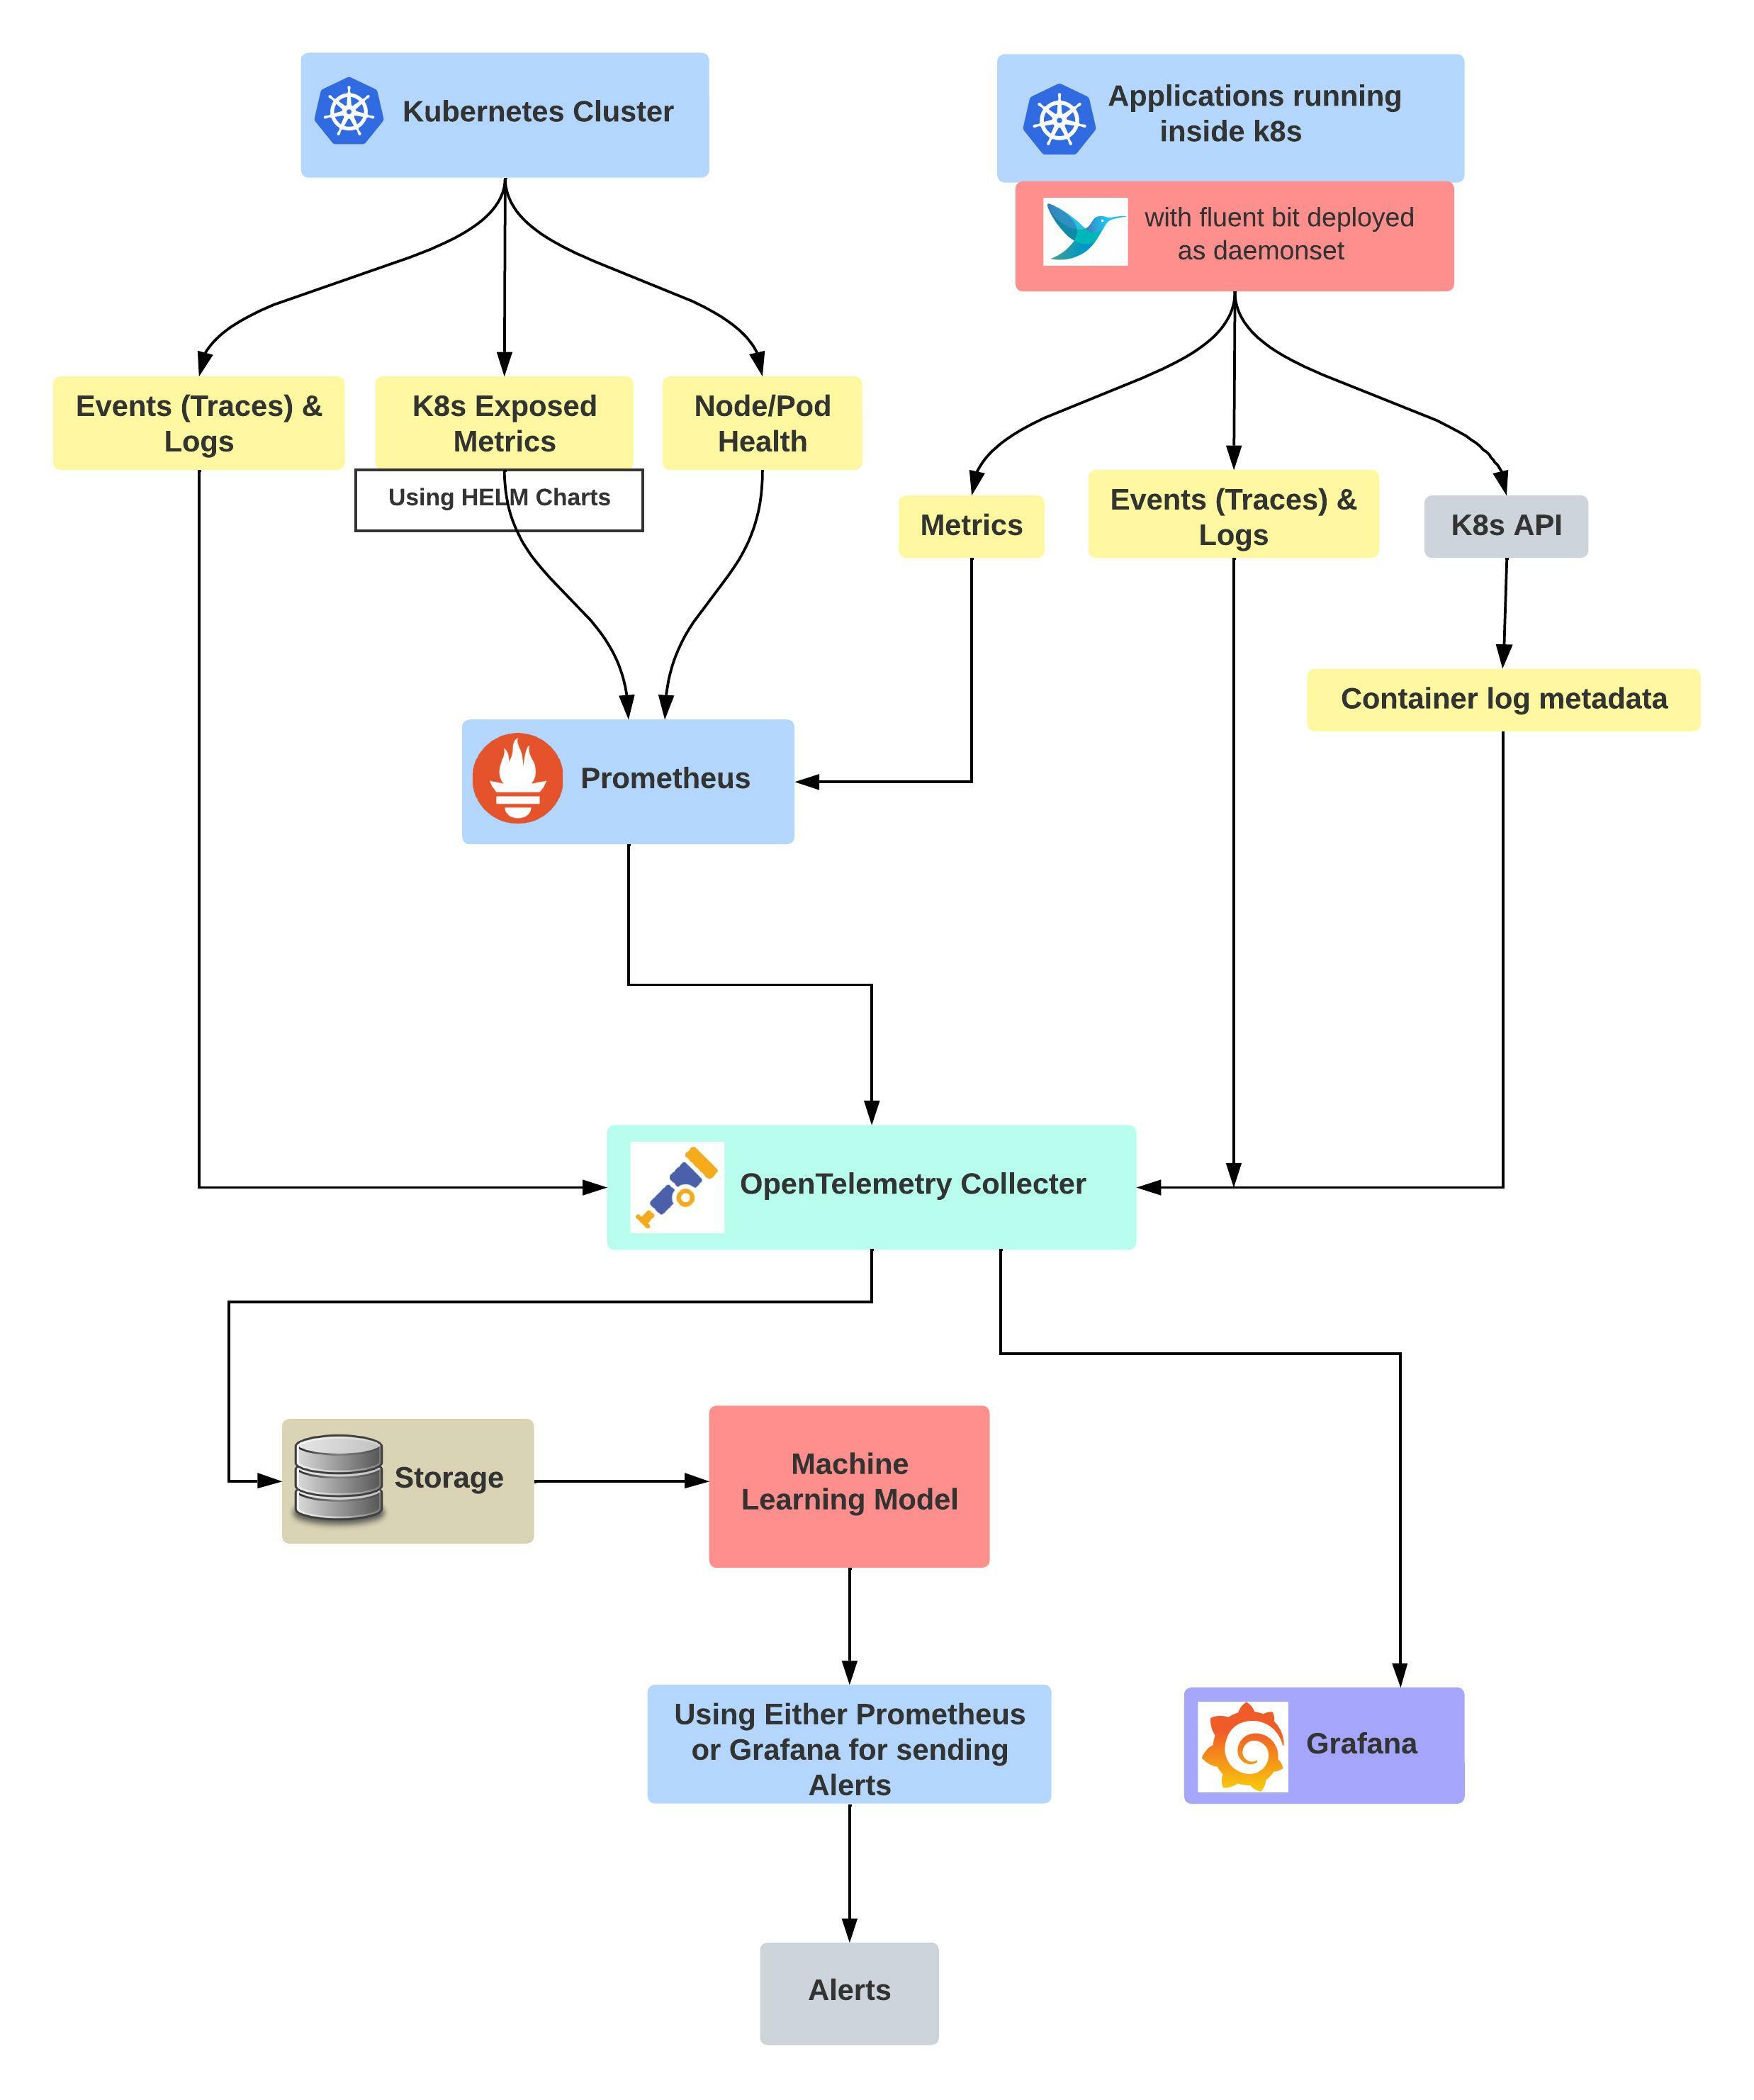 Kubernetes Cluster
Applications running
inside k8s
with fluent bit deployed
as daemonset
Events (Traces) &
Logs
K8s Exposed
Metrics
Node/Pod
Health
Using HELM Charts
Metrics
Events (Traces) &
Logs
K8s API
Container log metadata
Prometheus
OpenTelemetry Collecter
Storage
Machine
Learning Model
Using Either Prometheus
or Grafana for sending
Alerts
Grafana
Alerts